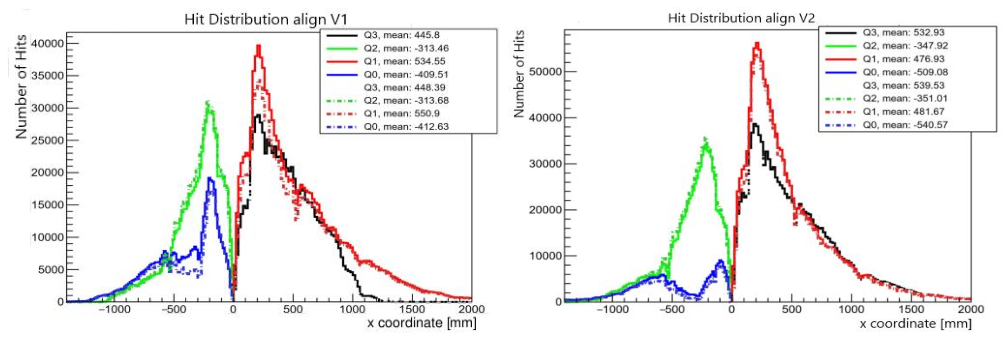 Hit Distribution align V1
Number of Hits
40000
35000
30000
25000
20000
15000
10000
5000
0
−1000 −500 0 500 1000 1500 2000
x coordinate [mm]
Q3, mean: 445.8
Q2, mean: -313.46
Q1, mean: 534.55
Q0, mean: -409.51
Q3, mean: 448.39
Q2, mean: -313.68
Q1, mean: 550.9
Q0, mean: -412.63
Hit Distribution align V2
Number of Hits
50000
40000
30000
20000
10000
0
−1000 −500 0 500 1000 1500 2000
x coordinate [mm]
Q3, mean: 532.93
Q2, mean: -347.92
Q1, mean: 476.93
Q0, mean: -509.08
Q3, mean: 539.53
Q2, mean: -351.01
Q1, mean: 481.67
Q0, mean: -540.57